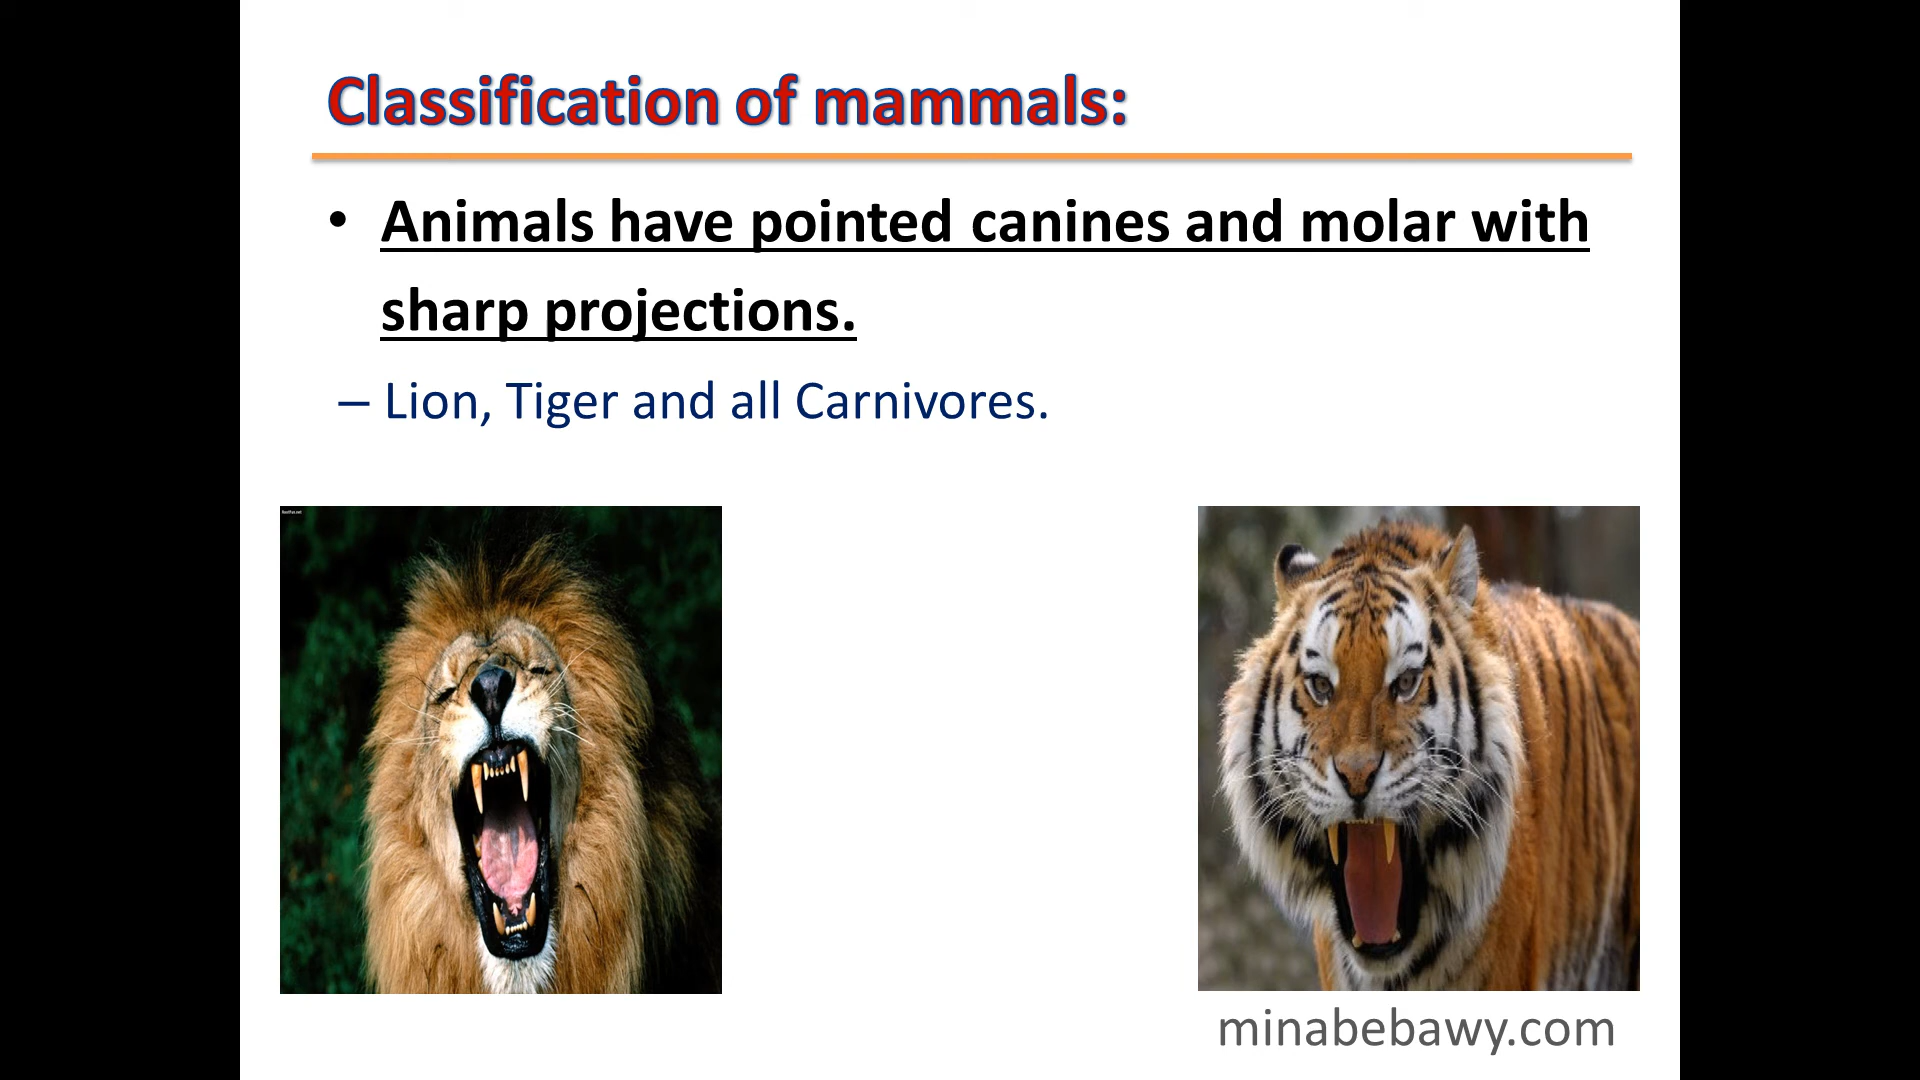 Classification of mammals:
• Animals have pointed canines and molar with
sharp projections.
– Lion, Tiger and all Carnivores.
minabebawy.com